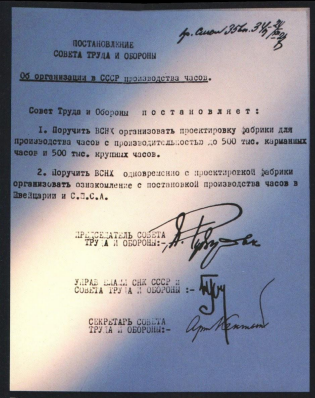 ПОСТАНОВЛЕНИЕ
СОВЕТА ТРУДА И ОБОРОНЫ
Об организации в СССР производства часов.
Совет Труда и Обороны постановляет:
1. Поручить ВСНХ организовать проектировку фабрики для
производства часов с производительностью до 500 тыс. карманных
часов и 500 тыс. крупных часов.
2. Поручить ВСНХ одновременно с проектировкой фабрики
организовать ознакомление с постановкой производства часов в
Швейцарии и С.Ш.С.А.
ПРЕДСЕДАТЕЛЬ СОВЕТА
ТРУДА И ОБОРОНЫ:-
УПРАВДЕЛАМИ СНК СССР и
СОВЕТА ТРУДА И ОБОРОНЫ :-
СЕКРЕТАРЬ СОВЕТА
ТРУДА И ОБОРОНЫ:-